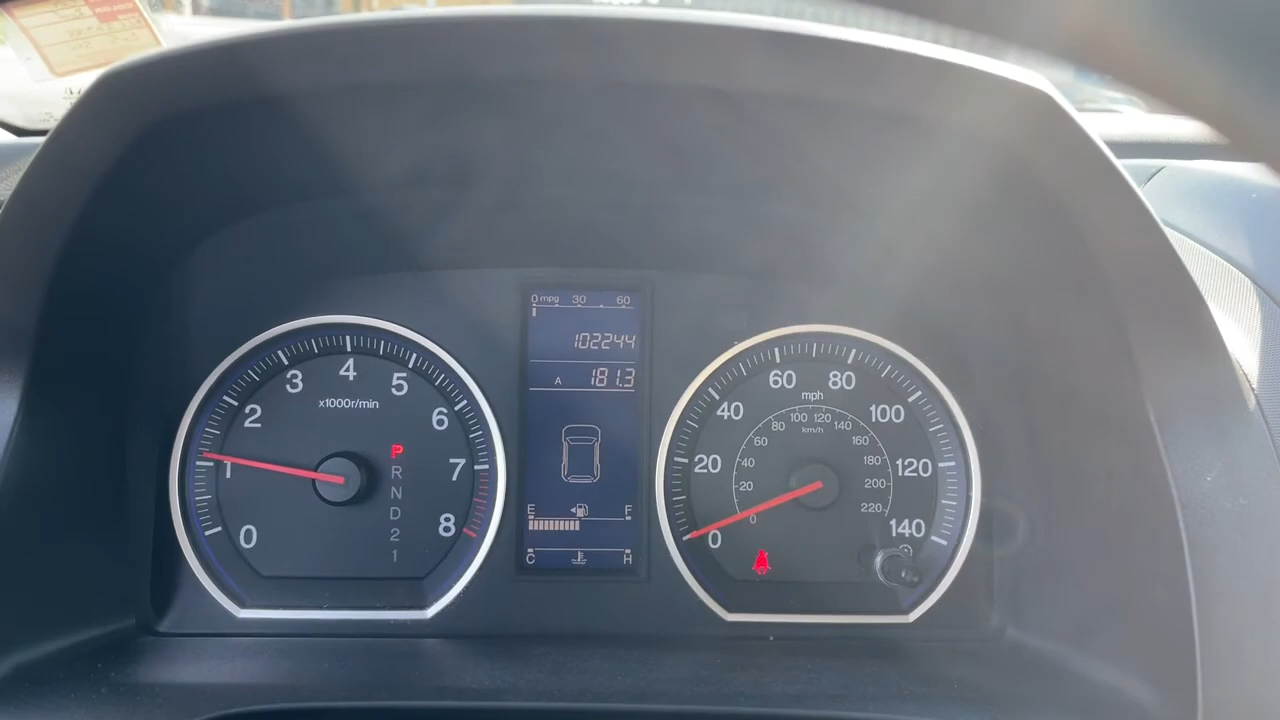 0 1 2 3 4 5 6 7 8
x1000r/min
P
R
N
D
2
1
0 mpg 30 60
102244
A 181.3
E F
C H
0 20 40 60 80 100 120 140
mph
0 20 40 60 80 100 120 140 160 180 200 220
km/h